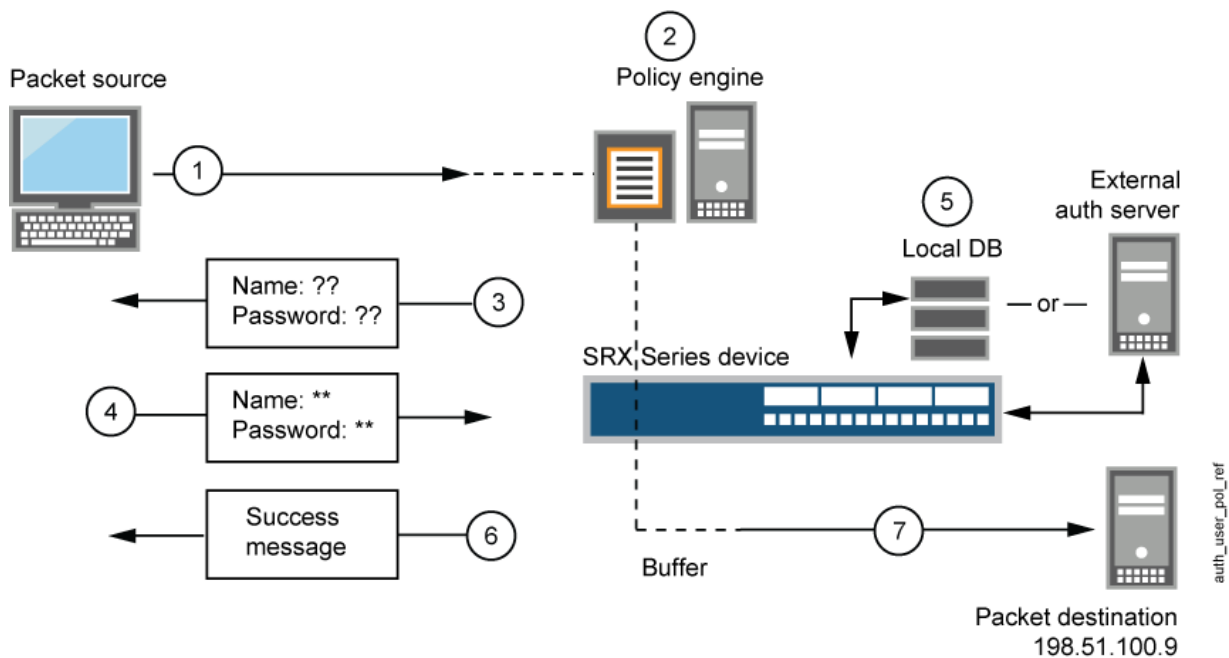 2
Policy engine
Packet source
1
5
External
auth server
Local DB
or
Name: ??
Password: ??
3
SRX Series device
4
Name: **
Password: **
Success
message
6
7
Buffer
Packet destination
198.51.100.9
auth_user_pol_ref